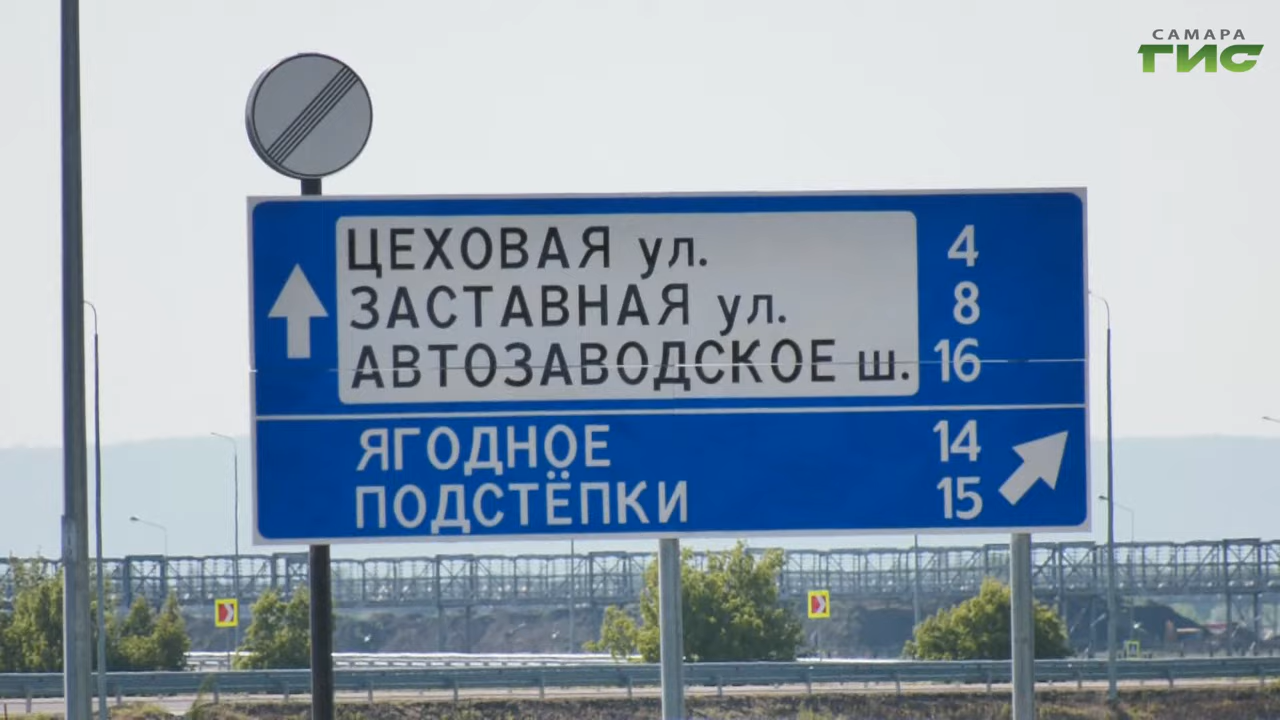 САМАРА
ГИС
ЦЕХОВАЯ ул. 4
ЗАСТАВНАЯ ул. 8
АВТОЗАВОДСКОЕ ш. 16
ЯГОДНОЕ 14
ПОДСТЁПКИ 15